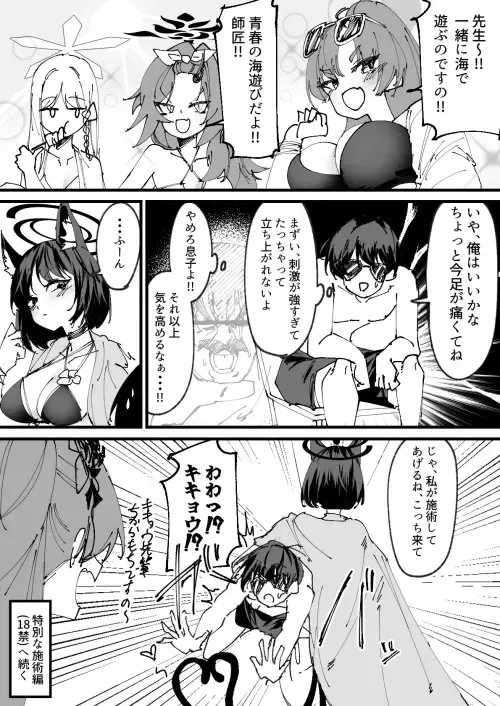 先生～!!
一緒に海で
遊ぶのですの!!
青春の海遊びだよ!!
師匠!!
いや、俺はいいかな
ちょっと今足が痛くてね
まずい、刺激が強すぎて
たっちゃって
立ち上がれないよ
やめろ息子よ!!
それ以上
気を高めるなぁ・・・!!
・・・ふーん
じゃ、私が施術して
あげるね、こっち来て
わわっ!?
キキョウ!?
特別な施術編
(18禁)へ続く